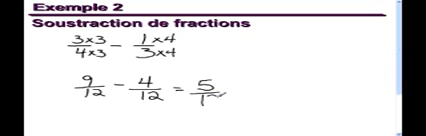 Exemple 2
Soustraction de fractions
3x3/4x3 - 1x4/3x4
9/12 - 4/12 = 5/1